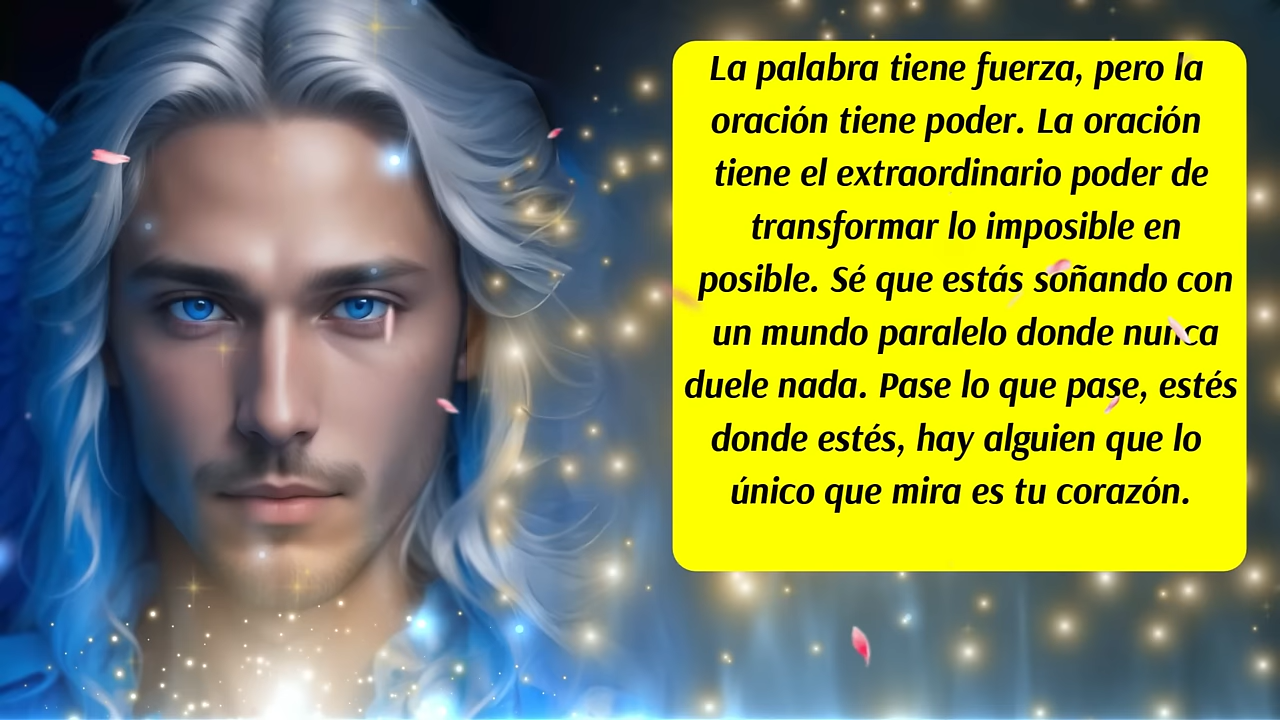 La palabra tiene fuerza, pero la
oración tiene poder. La oración
tiene el extraordinario poder de
transformar lo imposible en
posible. Sé que estás soñando con
un mundo paralelo donde nunca
duele nada. Pase lo que pase, estés
donde estés, hay alguien que lo
único que mira es tu corazón.